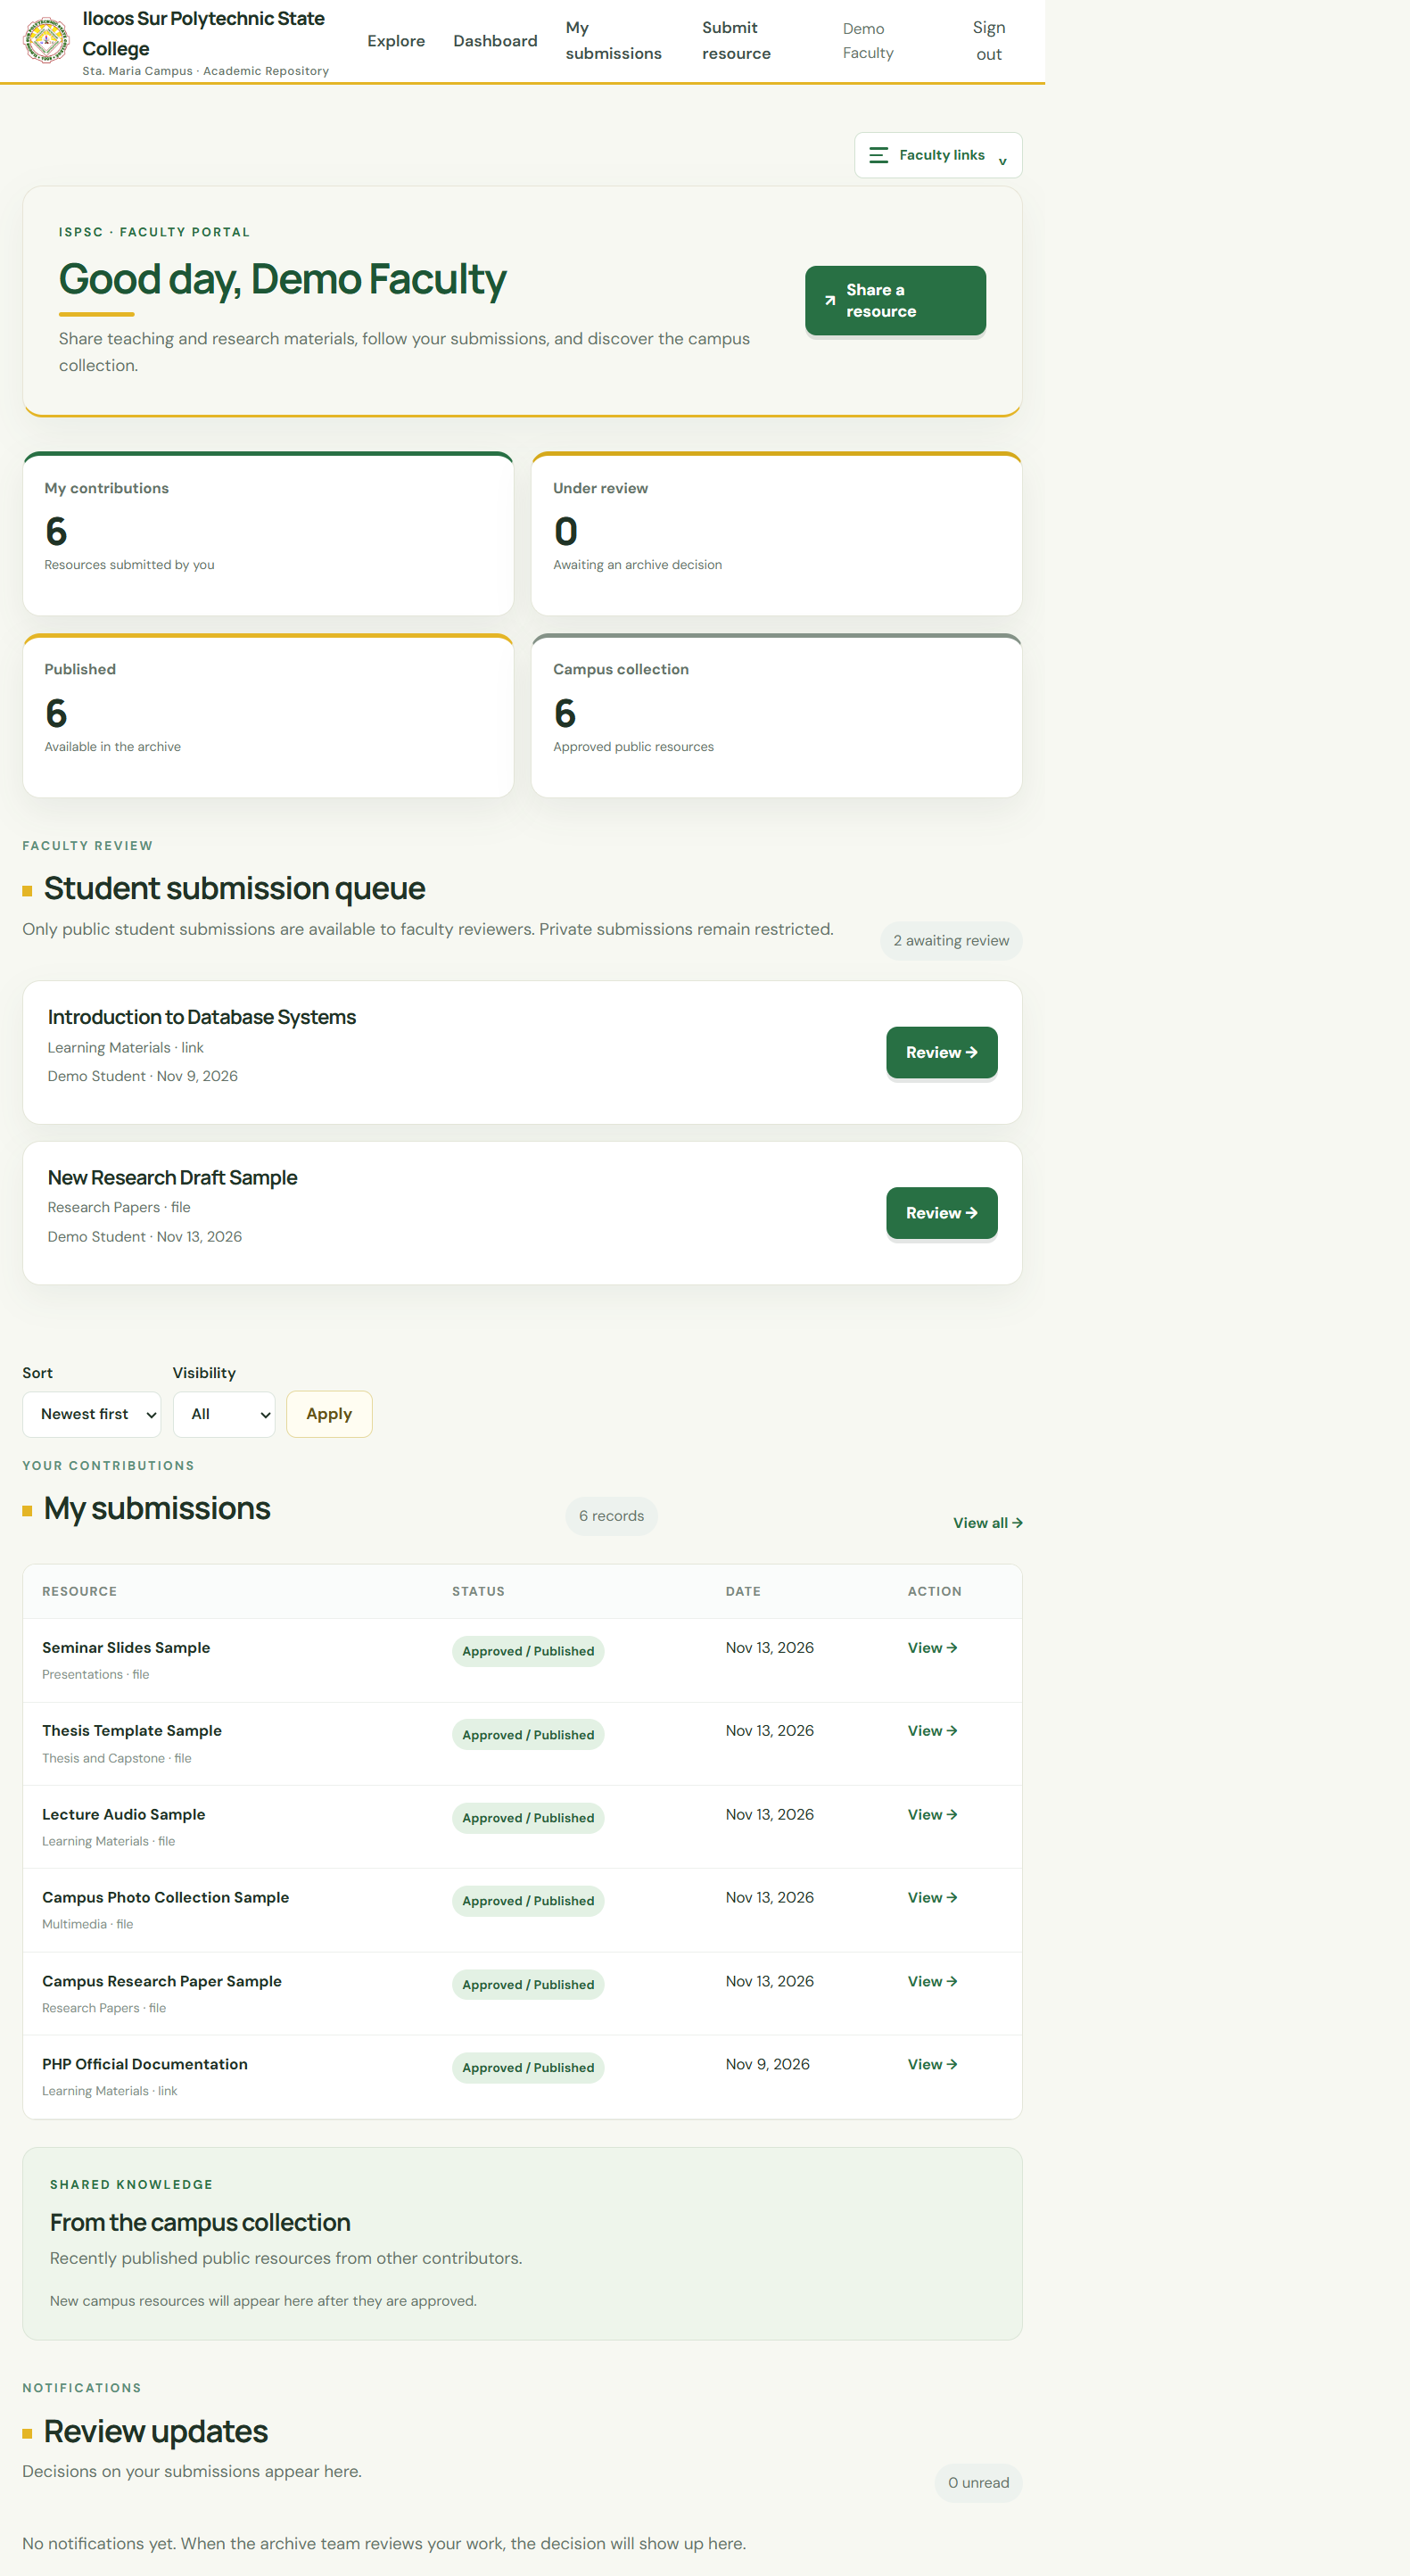 Ilocos Sur Polytechnic State
College
Sta. Maria Campus · Academic Repository
Explore
Dashboard
My
submissions
Submit
resource
Demo
Faculty
Sign
out
Faculty links
v
ISPSC · FACULTY PORTAL
Good day, Demo Faculty
Share teaching and research materials, follow your submissions, and discover the campus
collection.
Share a
resource
My contributions
6
Resources submitted by you
Under review
0
Awaiting an archive decision
Published
6
Available in the archive
Campus collection
6
Approved public resources
FACULTY REVIEW
Student submission queue
Only public student submissions are available to faculty reviewers. Private submissions remain restricted.
2 awaiting review
Introduction to Database Systems
Learning Materials · link
Demo Student · Nov 9, 2026
Review →
New Research Draft Sample
Research Papers · file
Demo Student · Nov 13, 2026
Review →
Sort
Visibility
Newest first
All
Apply
YOUR CONTRIBUTIONS
My submissions
6 records
View all →
RESOURCE STATUS DATE ACTION
Seminar Slides Sample
Presentations · file
Approved / Published
Nov 13, 2026
View →
Thesis Template Sample
Thesis and Capstone · file
Approved / Published
Nov 13, 2026
View →
Lecture Audio Sample
Learning Materials · file
Approved / Published
Nov 13, 2026
View →
Campus Photo Collection Sample
Multimedia · file
Approved / Published
Nov 13, 2026
View →
Campus Research Paper Sample
Research Papers · file
Approved / Published
Nov 13, 2026
View →
PHP Official Documentation
Learning Materials · link
Approved / Published
Nov 9, 2026
View →
SHARED KNOWLEDGE
From the campus collection
Recently published public resources from other contributors.
New campus resources will appear here after they are approved.
NOTIFICATIONS
Review updates
Decisions on your submissions appear here.
0 unread
No notifications yet. When the archive team reviews your work, the decision will show up here.